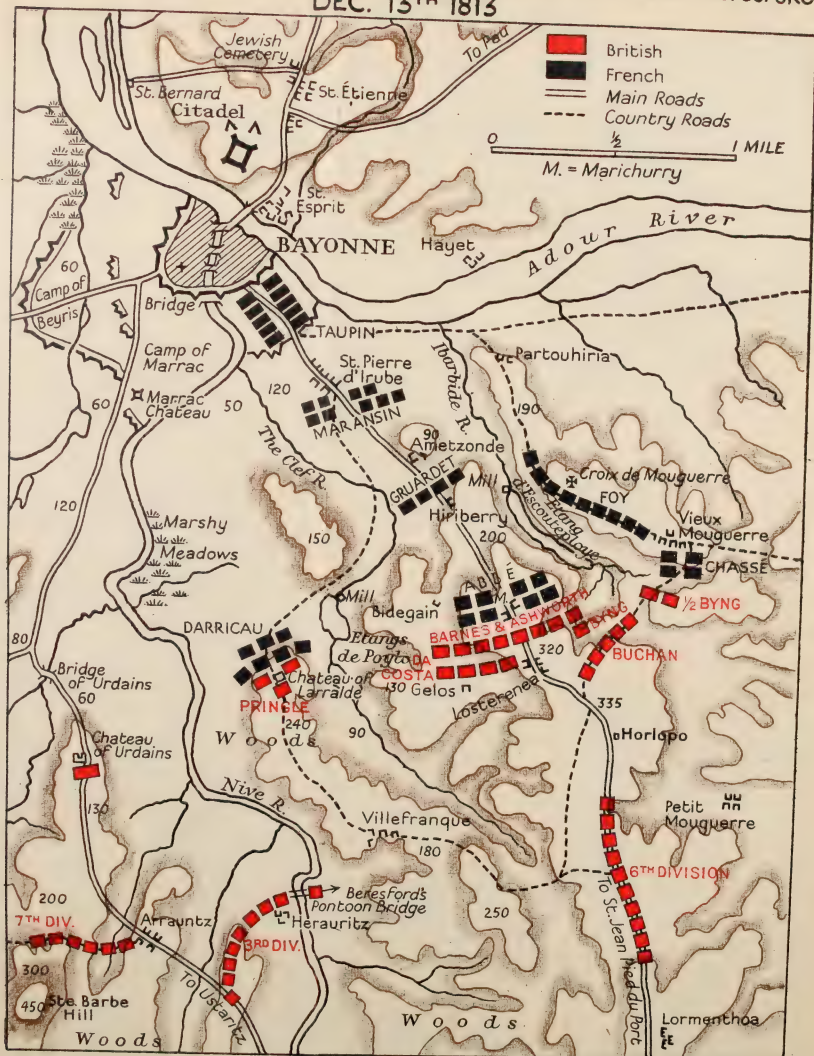 DEC. 13TH 1813
Jewish
Cemetery
To Pau
St. Bernard
St. Étienne
Citadel
British
French
Main Roads
Country Roads
0 ½ 1 MILE
M. = Marichurry
St.
Esprit
BAYONNE
Hayet
Adour River
60
Camp of
Beyris
Bridge
TAUPIN
Camp of
Marrac
St. Pierre
d'Irube
120
Ibarbide R.
Partouhiria
190
60
Marrac
Chateau
50
MARANSIN
90
Ametzonde
The Clef R.
GRUARDET
Mill
Croix de Mouguerre
FOY
Etang
d'Escoutepouye
Hiriberry
Vieux
Mouguerre
120
Marshy
Meadows
150
200
CHASSÉ
ABBÉ
M.
Mill
Bidegain
½ BYNG
BARNES & ASHWORTH
BYNG
DARRICAU
Etangs
de Poylo
DA
COSTA
320
BUCHAN
80
Bridge of
Urdains
60
Chateau of
Larralde
130 Gelos
Losterenea
PRINGLE
240
335
Woods
90
Horlopo
Chateau
of Urdains
130
Nive R.
Petit
Mouguerre
Villefranque
180
6TH DIVISION
Beresford's
Pontoon Bridge
200
7TH DIV.
Arrauntz
Herauritz
250
3RD DIV.
To St. Jean Pied du Port
300
450
Ste. Barbe
Hill
To Ustaritz
Woods
Woods
Lormenthoa